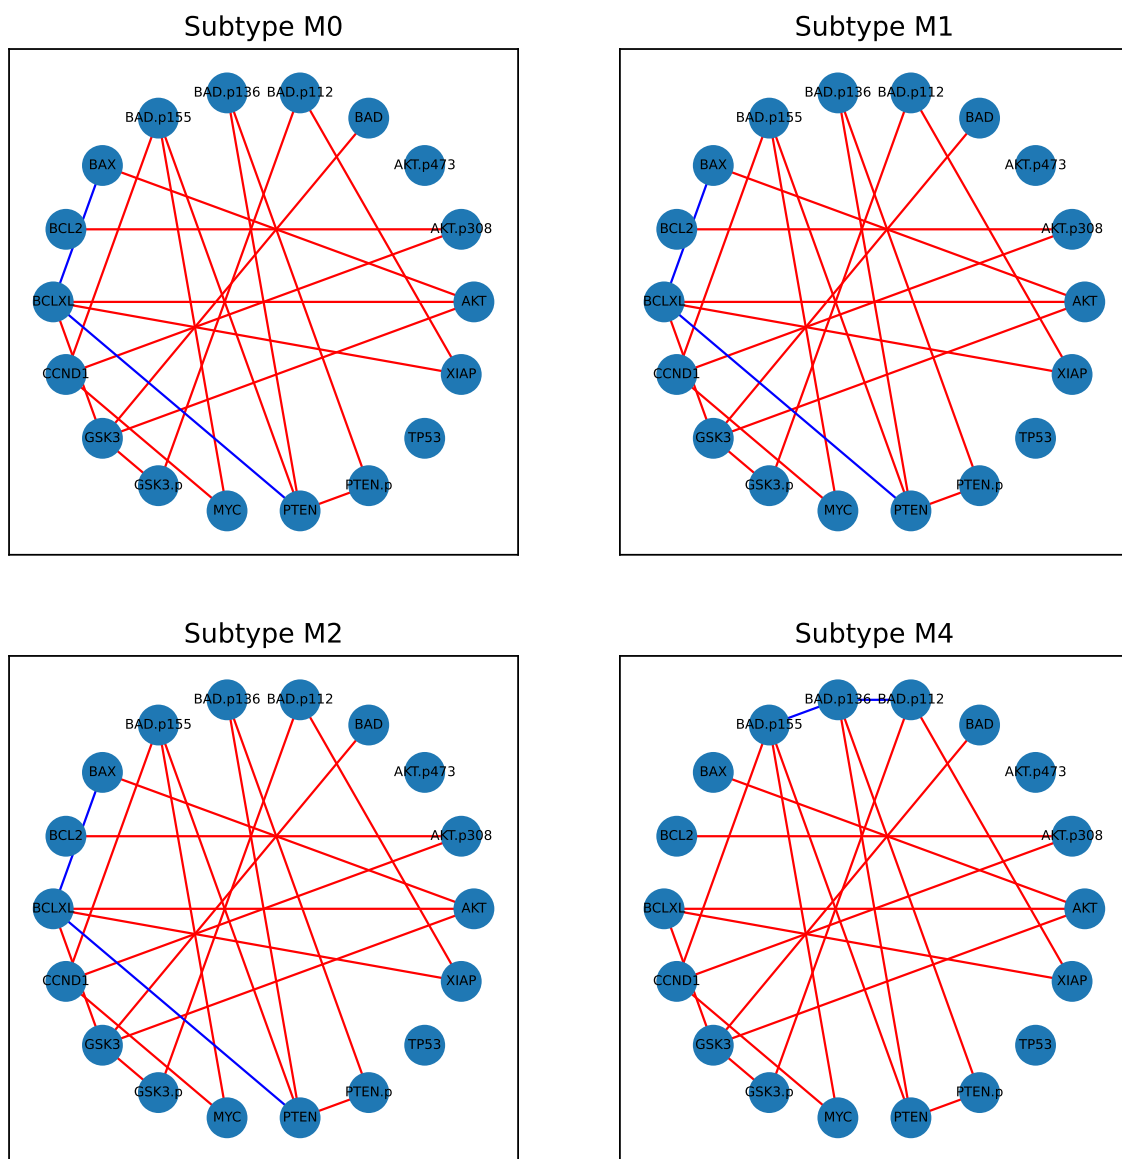 Subtype M0
BAD.p136
BAD.p112
BAD.p155
BAD
BAX
AKT.p473
BCL2
AKT.p308
BCLXL
AKT
CCND1
XIAP
GSK3
TP53
GSK3.p
PTEN.p
MYC
PTEN
Subtype M1
BAD.p136
BAD.p112
BAD.p155
BAD
BAX
AKT.p473
BCL2
AKT.p308
BCLXL
AKT
CCND1
XIAP
GSK3
TP53
GSK3.p
PTEN.p
MYC
PTEN
Subtype M2
BAD.p136
BAD.p112
BAD.p155
BAD
BAX
AKT.p473
BCL2
AKT.p308
BCLXL
AKT
CCND1
XIAP
GSK3
TP53
GSK3.p
PTEN.p
MYC
PTEN
Subtype M4
BAD.p136
BAD.p112
BAD.p155
BAD
BAX
AKT.p473
BCL2
AKT.p308
BCLXL
AKT
CCND1
XIAP
GSK3
TP53
GSK3.p
PTEN.p
MYC
PTEN